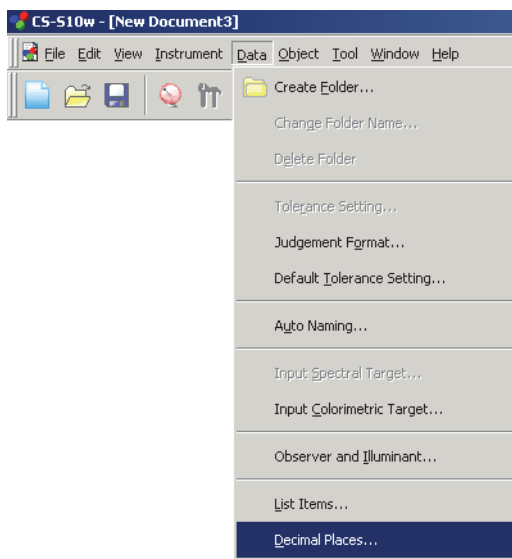 CS-S10w - [New Document3]
File Edit View Instrument Data Object Tool Window Help
Create Folder...
Change Folder Name...
Delete Folder
Tolerance Setting...
Judgement Format...
Default Tolerance Setting...
Auto Naming...
Input Spectral Target...
Input Colorimetric Target...
Observer and Illuminant...
List Items...
Decimal Places...